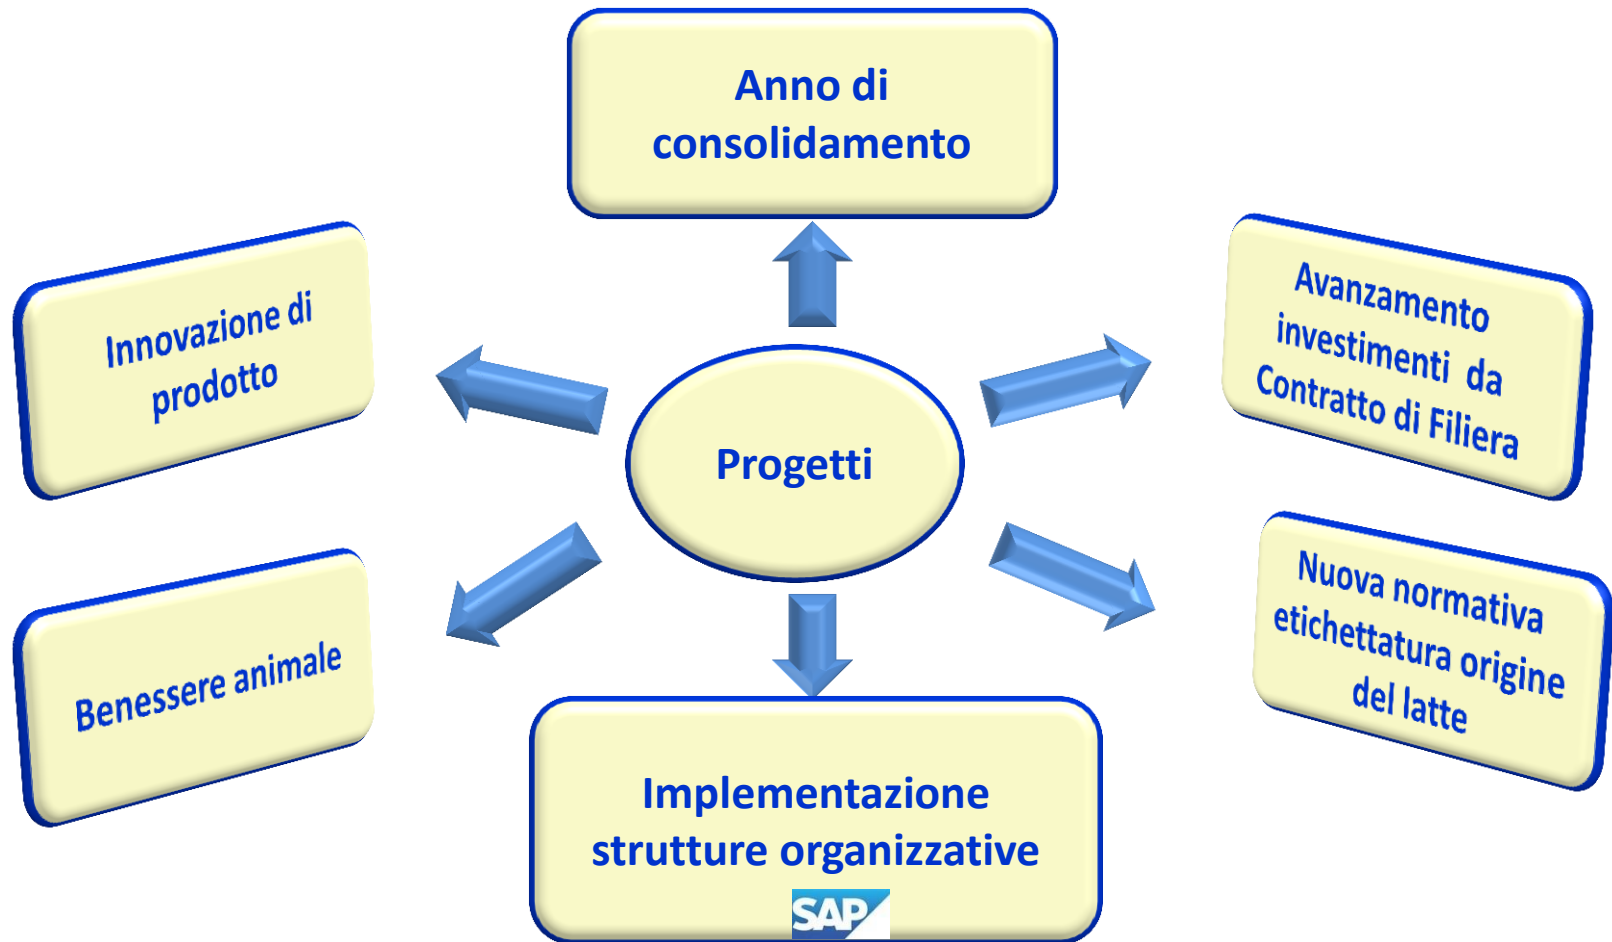 Anno di
consolidamento
Innovazione di
prodotto
Avanzamento
investimenti da
Contratto di Filiera
Progetti
Benessere animale
Nuova normativa
etichettatura origine
del latte
Implementazione
strutture organizzative
SAP